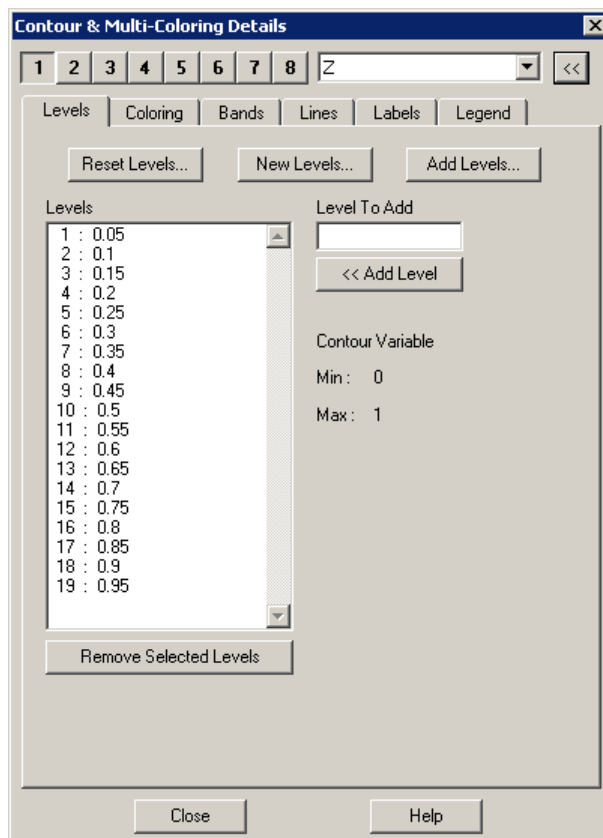 Contour & Multi-Coloring Details
1 2 3 4 5 6 7 8 Z <<
Levels Coloring Bands Lines Labels Legend
Reset Levels... New Levels... Add Levels...
Levels
1 : 0.05
2 : 0.1
3 : 0.15
4 : 0.2
5 : 0.25
6 : 0.3
7 : 0.35
8 : 0.4
9 : 0.45
10 : 0.5
11 : 0.55
12 : 0.6
13 : 0.65
14 : 0.7
15 : 0.75
16 : 0.8
17 : 0.85
18 : 0.9
19 : 0.95
Remove Selected Levels
Level To Add
<< Add Level
Contour Variable
Min : 0
Max : 1
Close Help